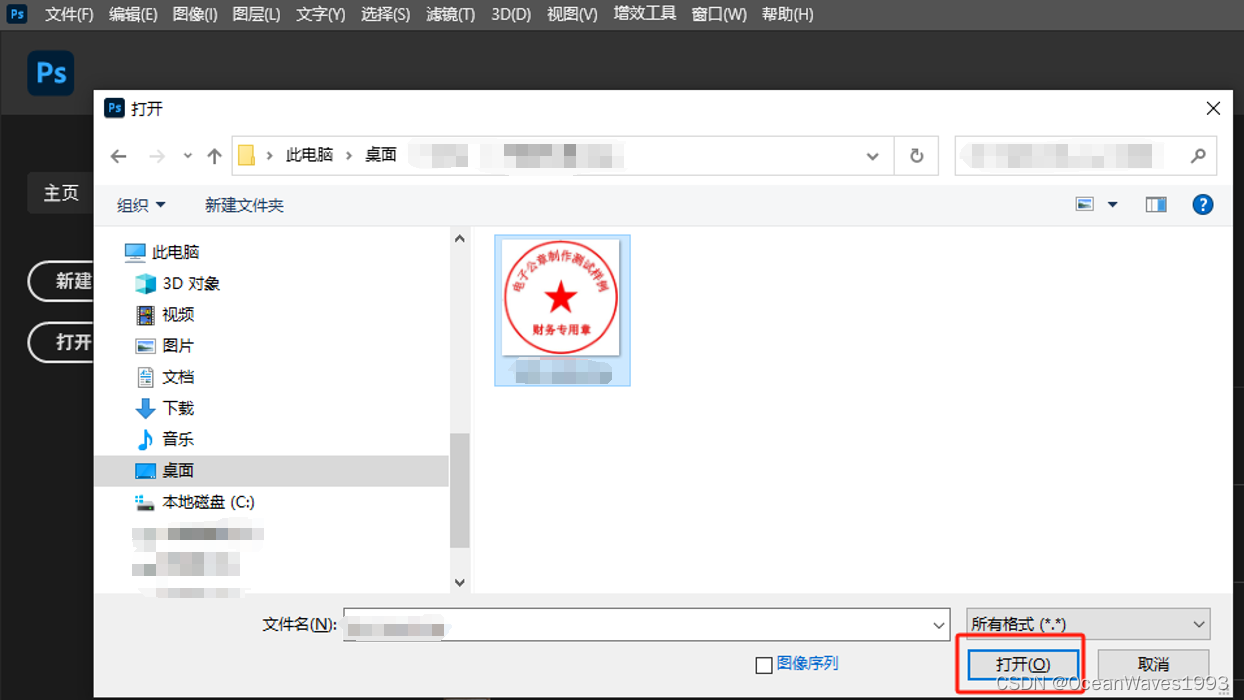 Ps 文件(F) 编辑(E) 图像(I) 图层(L) 文字(Y) 选择(S) 滤镜(T) 3D(D) 视图(V) 增效工具 窗口(W) 帮助(H)
Ps
Ps 打开
此电脑 桌面
主页
组织 新建文件夹
?
新建
打开
此电脑
3D 对象
视频
图片
文档
下载
音乐
桌面
本地磁盘 (C:)
电子公章制作测试样例
财务专用章
文件名(N):
所有格式 (*.*)
图像序列
打开(O) 取消
CSDN @OceanWaves1993